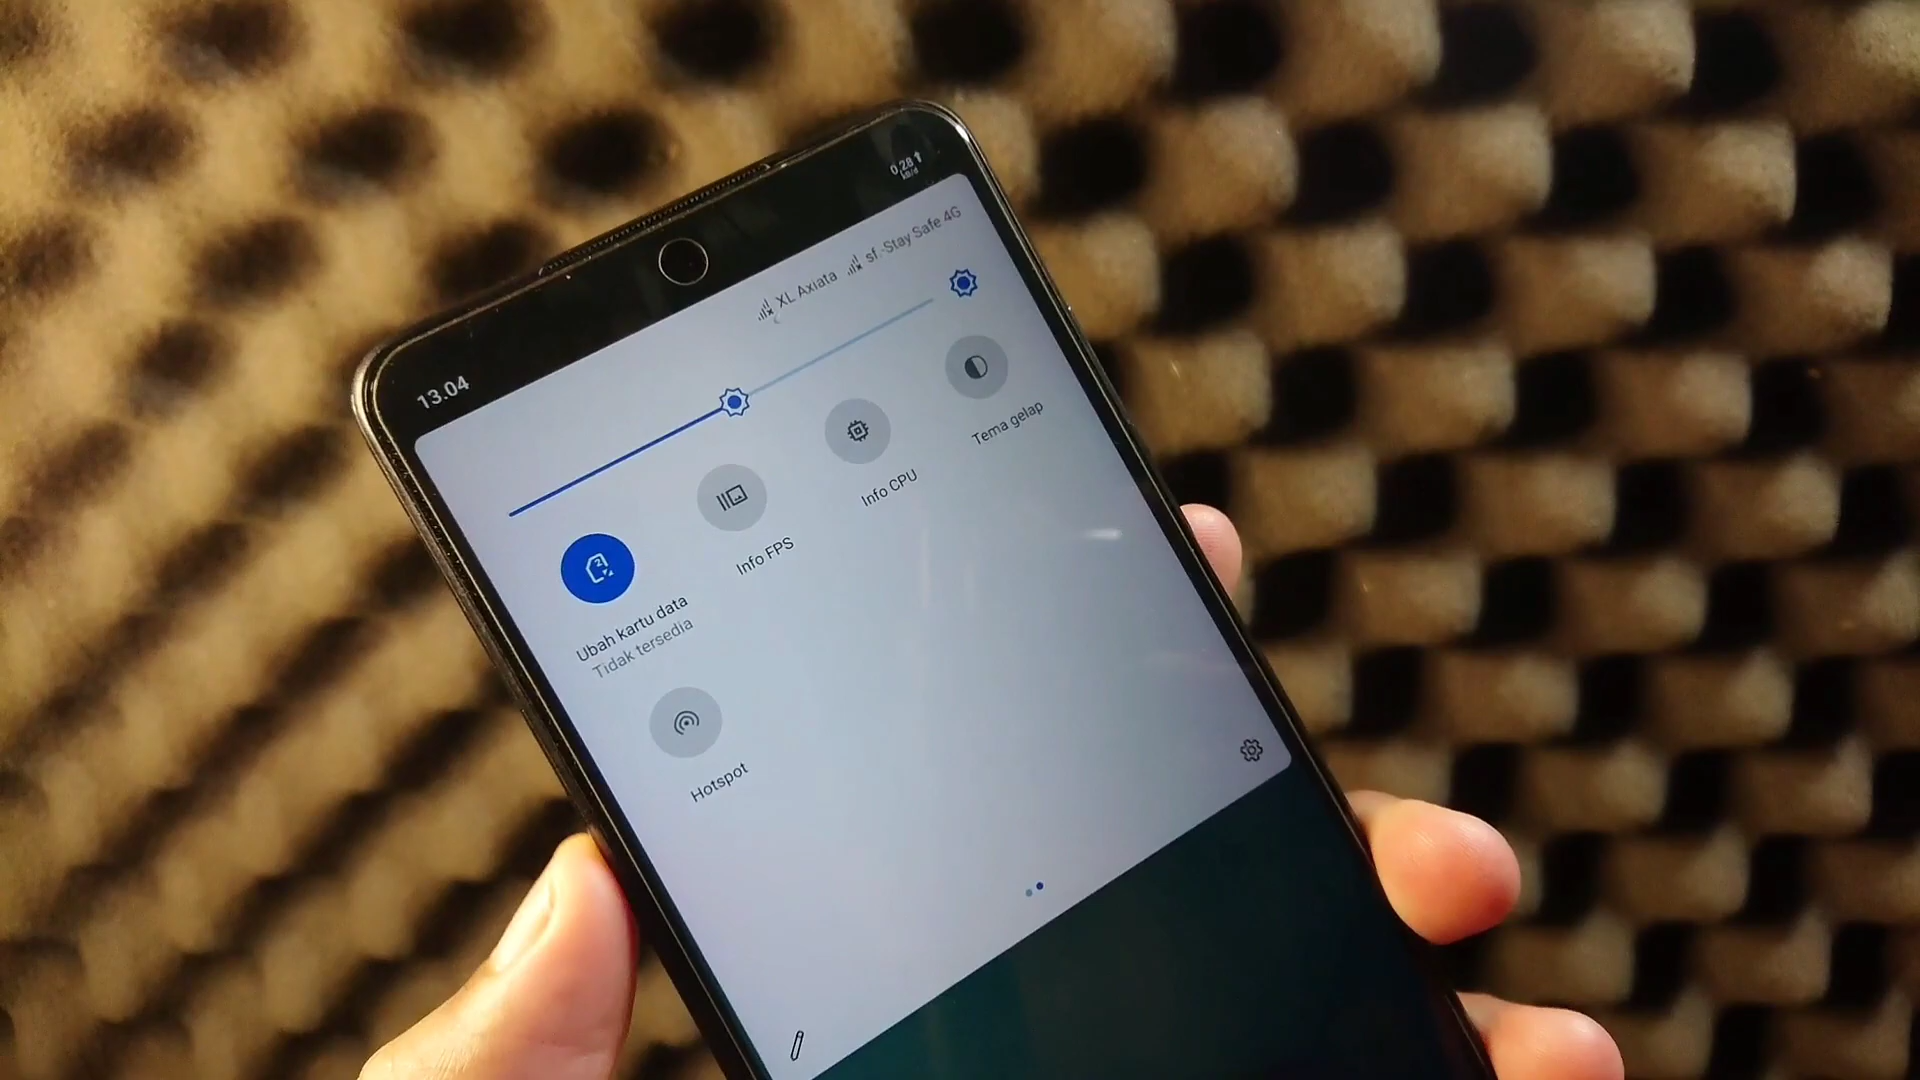 13.04
0,28
XL Axiata
sf.-Stay Safe 4G
Ubah kartu data
Tidak tersedia
Info FPS
Info CPU
Tema gelap
Hotspot